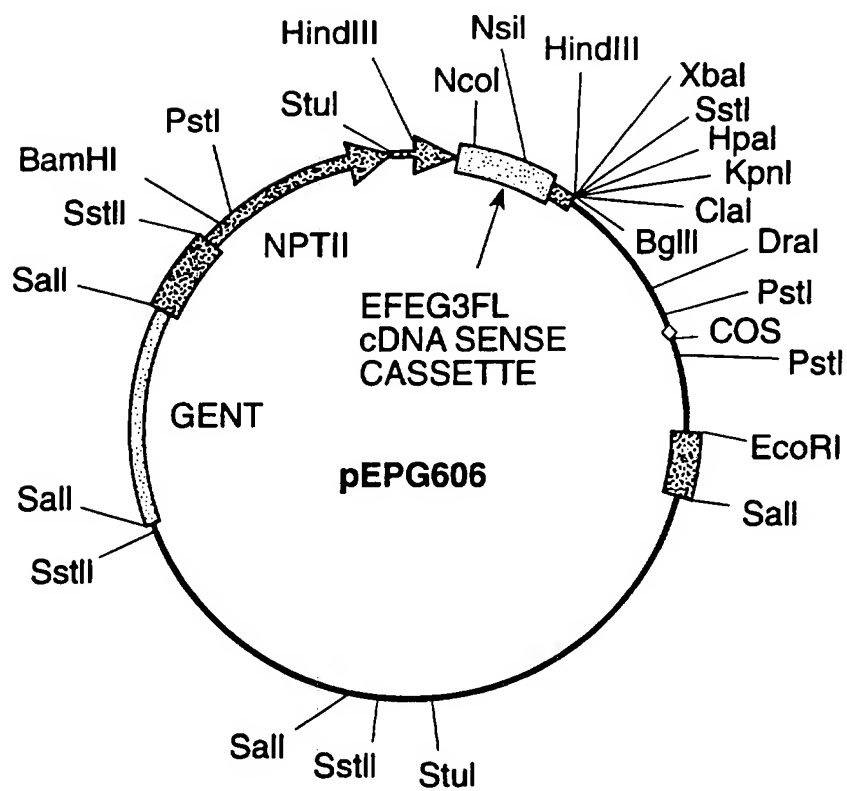 HindIII
NsiI
HindIII
NcoI
XbaI
StuI
SstI
PstI
HpaI
BamHI
KpnI
SstII
ClaI
NPTII
BglII
DraI
SalI
EFEG3FL
cDNA SENSE
CASSETTE
PstI
COS
PstI
GENT
EcoRI
pEPG606
SalI
SalI
SstII
SalI
SstII
StuI